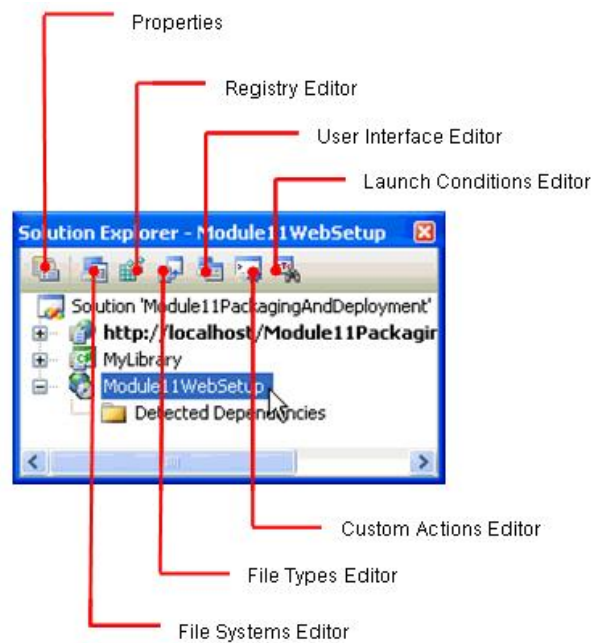 Properties
Registry Editor
User Interface Editor
Launch Conditions Editor
Solution Explorer - Module11WebSetup
Solution 'Module11PackagingAndDeployment'
http://localhost/Module11Packagin
MyLibrary
Module11WebSetup
Detected Dependencies
Custom Actions Editor
File Types Editor
File Systems Editor